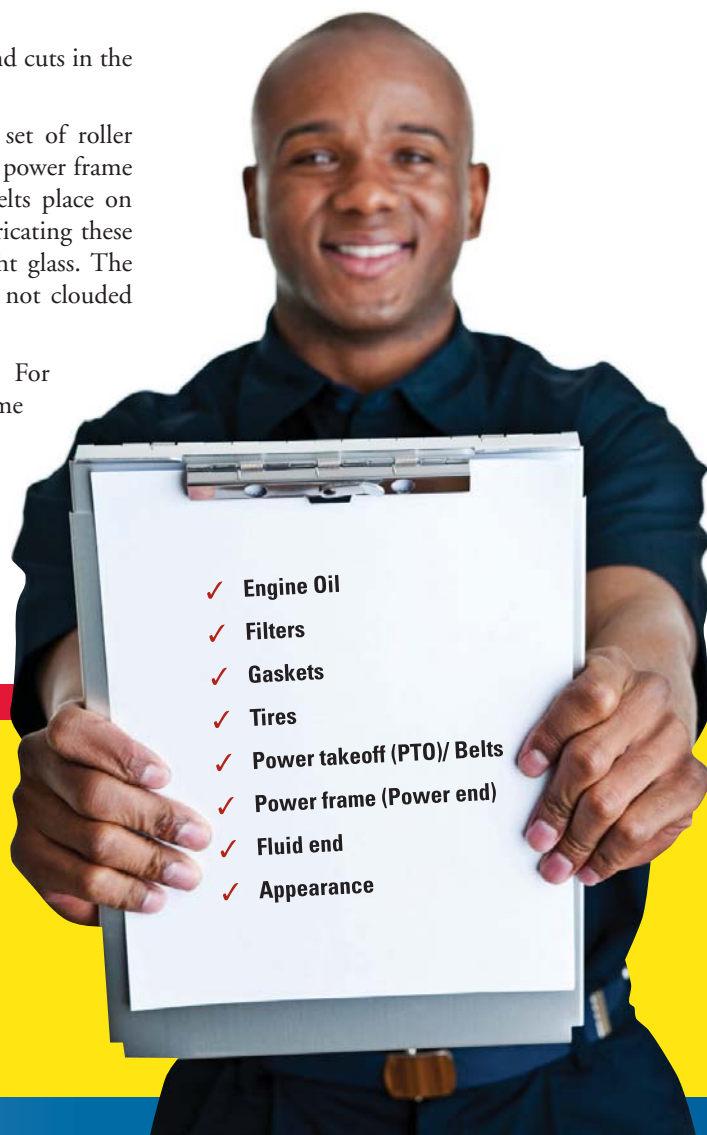 nd cuts in the
set of roller
power frame
elts place on
ricating these
nt glass. The
not clouded
For
me
✓ Engine Oil
✓ Filters
✓ Gaskets
✓ Tires
✓ Power takeoff (PTO)/ Belts
✓ Power frame (Power end)
✓ Fluid end
✓ Appearance